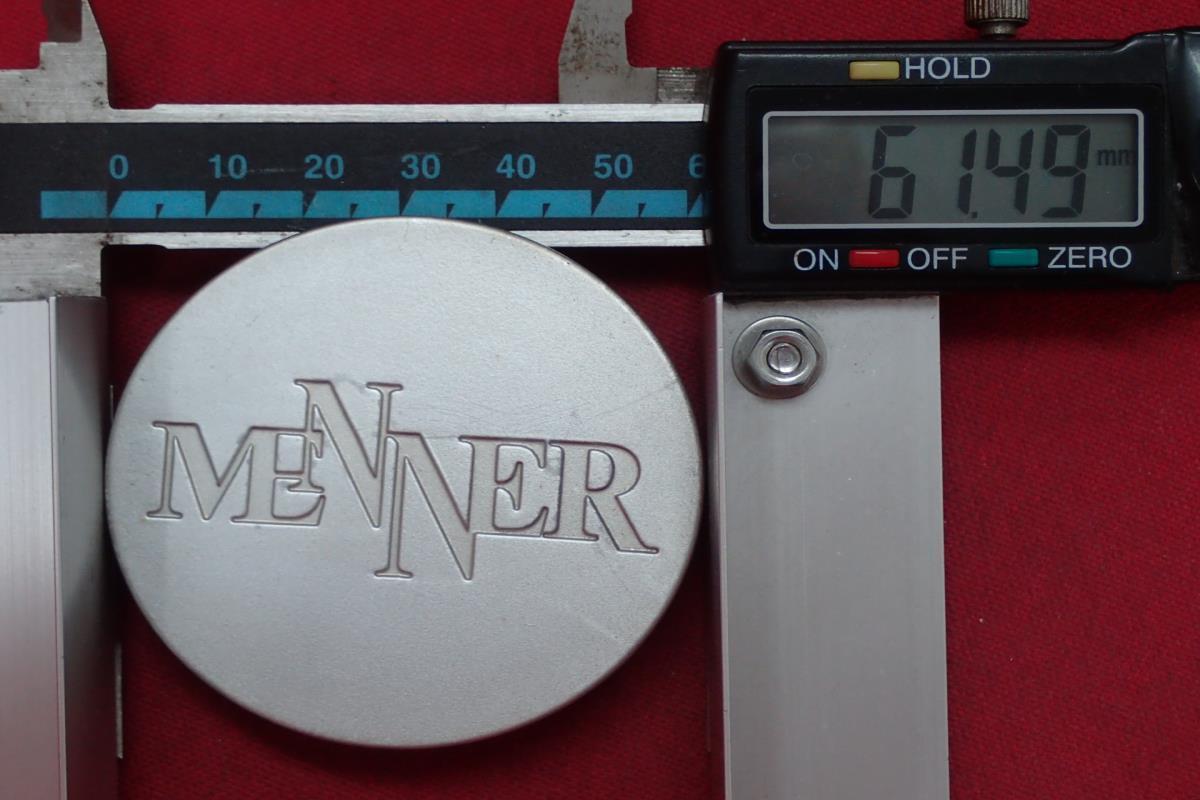 HOLD
0 10 20 30 40 50 6
61.49 mm
ON OFF ZERO
MENNER